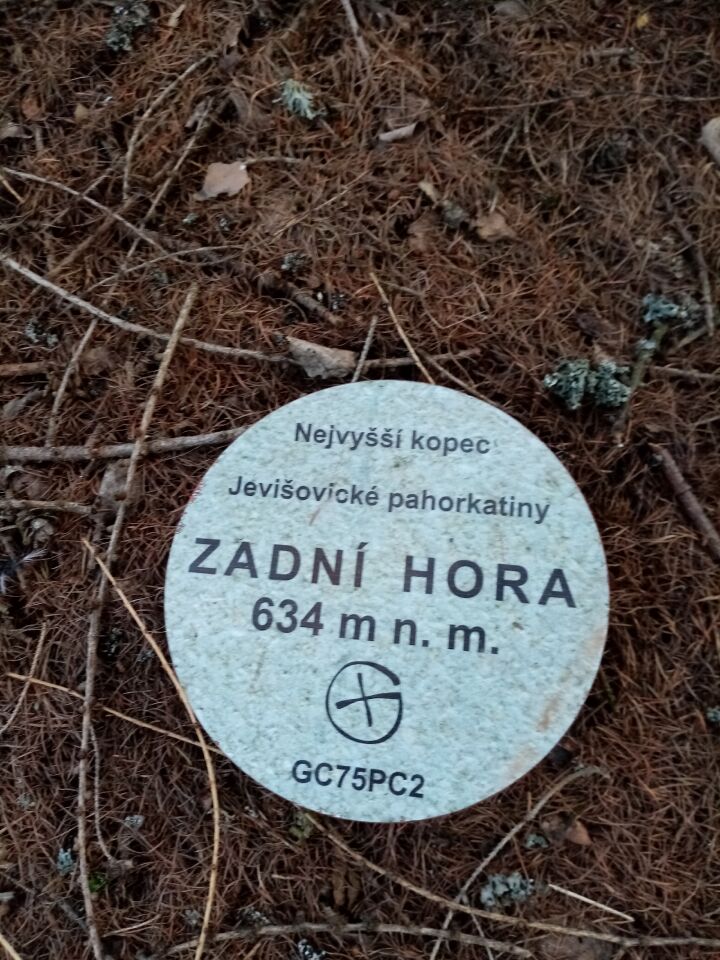 Nejvyšší kopec
Jevišovické pahorkatiny
ZADNÍ HORA
634 m n. m.
GC75PC2